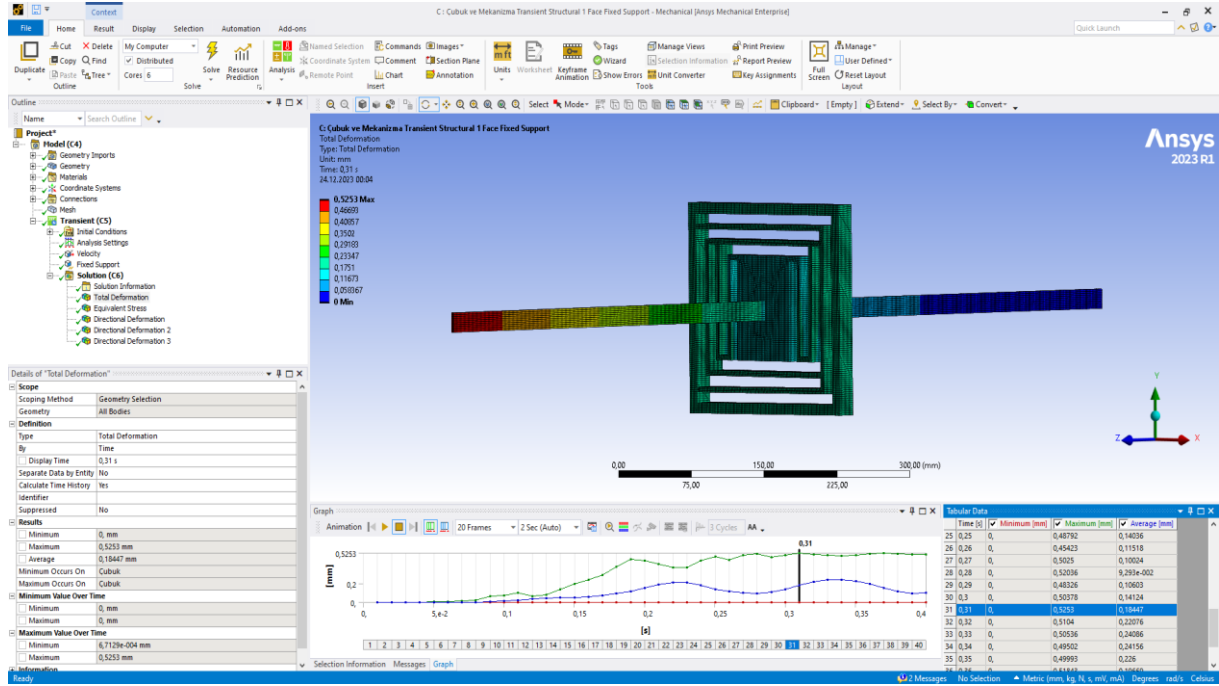 Context
C : Çubuk ve Mekanizma Transient Structural 1 Face Fixed Support - Mechanical [Ansys Mechanical Enterprise]
File Home Result Display Selection Automation Add-ons
Quick Launch
Duplicate
Cut
Copy
Paste
Delete
Find
Tree
Outline
My Computer
Distributed
Cores 6
Solve
Resource Prediction
Solve
Analysis
Named Selection
Coordinate System
Remote Point
Commands
Comment
Chart
Images
Section Plane
Annotation
Insert
Units
Worksheet
Keyframe Animation
Tags
Wizard
Show Errors
Manage Views
Selection Information
Unit Converter
Print Preview
Report Preview
Key Assignments
Tools
Full Screen
Manage
User Defined
Reset Layout
Layout
Outline
Name Search Outline
Select Mode Clipboard [ Empty ] Extend Select By Convert
Project*
Model (C4)
Geometry Imports
Geometry
Materials
Coordinate Systems
Connections
Mesh
Transient (C5)
Initial Conditions
Analysis Settings
Velocity
Fixed Support
Solution (C6)
Solution Information
Total Deformation
Equivalent Stress
Directional Deformation
Directional Deformation 2
Directional Deformation 3
C: Çubuk ve Mekanizma Transient Structural 1 Face Fixed Support
Total Deformation
Type: Total Deformation
Unit: mm
Time: 0,31 s
24.12.2023 00:04
0,5253 Max
0,46693
0,40857
0,3502
0,29183
0,23347
0,1751
0,11673
0,058367
0 Min
Ansys
2023 R1
Y
Z X
0,00 150,00 300,00 (mm)
75,00 225,00
Details of "Total Deformation"
Scope
Scoping Method Geometry Selection
Geometry All Bodies
Definition
Type Total Deformation
By Time
Display Time 0,31 s
Separate Data by Entity No
Calculate Time History Yes
Identifier
Suppressed No
Results
Minimum 0, mm
Maximum 0,5253 mm
Average 0,18447 mm
Minimum Occurs On Cubuk
Maximum Occurs On Cubuk
Minimum Value Over Time
Minimum 0, mm
Maximum 0, mm
Maximum Value Over Time
Minimum 6,7129e-004 mm
Maximum 0,5253 mm
Information
Graph
Animation 20 Frames 2 Sec (Auto) 3 Cycles
0,31
0,5253
[mm]
0,2
0,
0, 5,e-2 0,1 0,15 0,2 0,25 0,3 0,35 0,4
[s]
1 2 3 4 5 6 7 8 9 10 11 12 13 14 15 16 17 18 19 20 21 22 23 24 25 26 27 28 29 30 31 32 33 34 35 36 37 38 39 40
Selection Information Messages Graph
Tabular Data
Time [s] Minimum [mm] Maximum [mm] Average [mm]
25 0,25 0, 0,48792 0,14036
26 0,26 0, 0,45423 0,11518
27 0,27 0, 0,5025 0,10024
28 0,28 0, 0,52036 9,293e-002
29 0,29 0, 0,48326 0,10603
30 0,3 0, 0,50378 0,14124
31 0,31 0, 0,5253 0,18447
32 0,32 0, 0,5104 0,22076
33 0,33 0, 0,50536 0,24086
34 0,34 0, 0,49502 0,24156
35 0,35 0, 0,49993 0,226
Ready
2 Messages No Selection Metric (mm, kg, N, s, mV, mA) Degrees rad/s Celsius